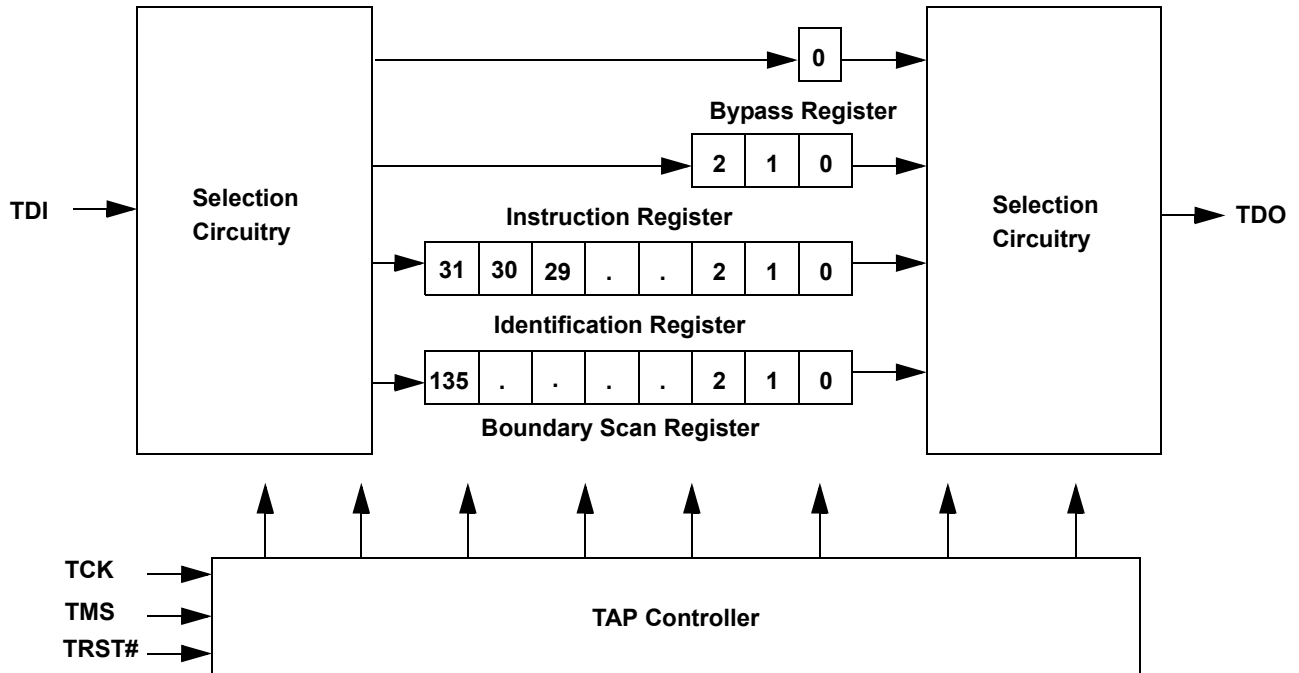 0
Bypass Register
2 1 0
TDI
Selection
Circuitry
Instruction Register
Selection
Circuitry
TDO
31 30 29 . . 2 1 0
Identification Register
135 . . . . 2 1 0
Boundary Scan Register
TCK
TMS
TRST#
TAP Controller